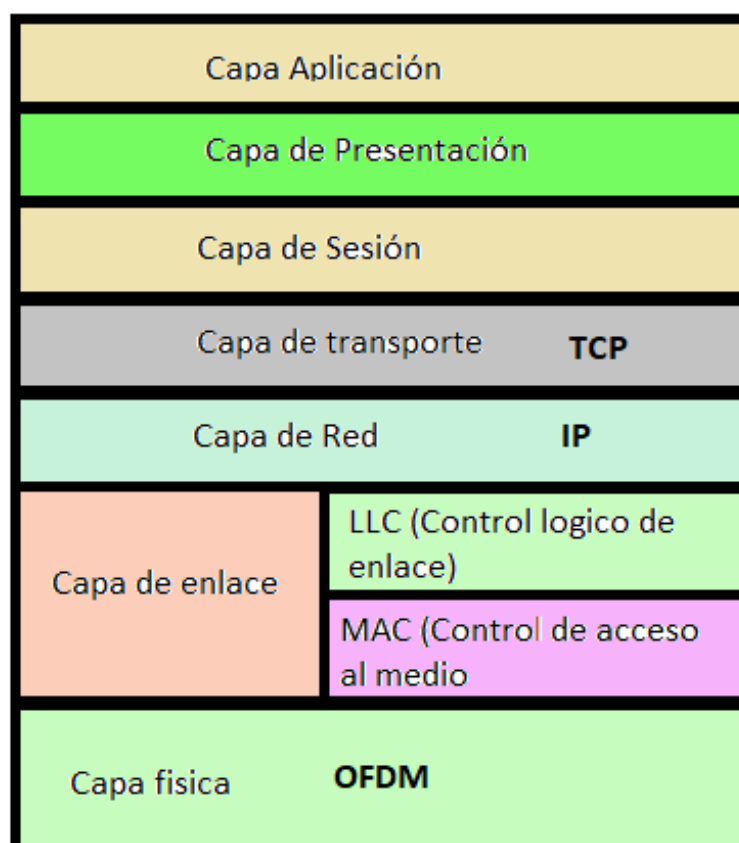 Capa Aplicación
Capa de Presentación
Capa de Sesión
Capa de transporte TCP
Capa de Red IP
Capa de enlace
LLC (Control logico de
enlace)
MAC (Control de acceso
al medio
Capa fisica OFDM